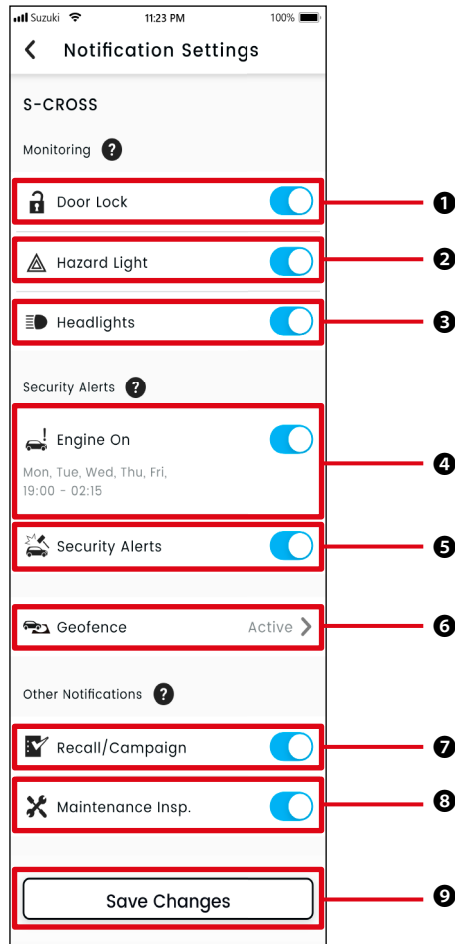 Suzuki 11:23 PM 100%
Notification Settings
S-CROSS
Monitoring ?
Door Lock
1
Hazard Light
2
Headlights
3
Security Alerts ?
Engine On
Mon, Tue, Wed, Thu, Fri,
19:00 - 02:15
4
Security Alerts
5
Geofence Active
6
Other Notifications ?
Recall/Campaign
7
Maintenance Insp.
8
Save Changes
9